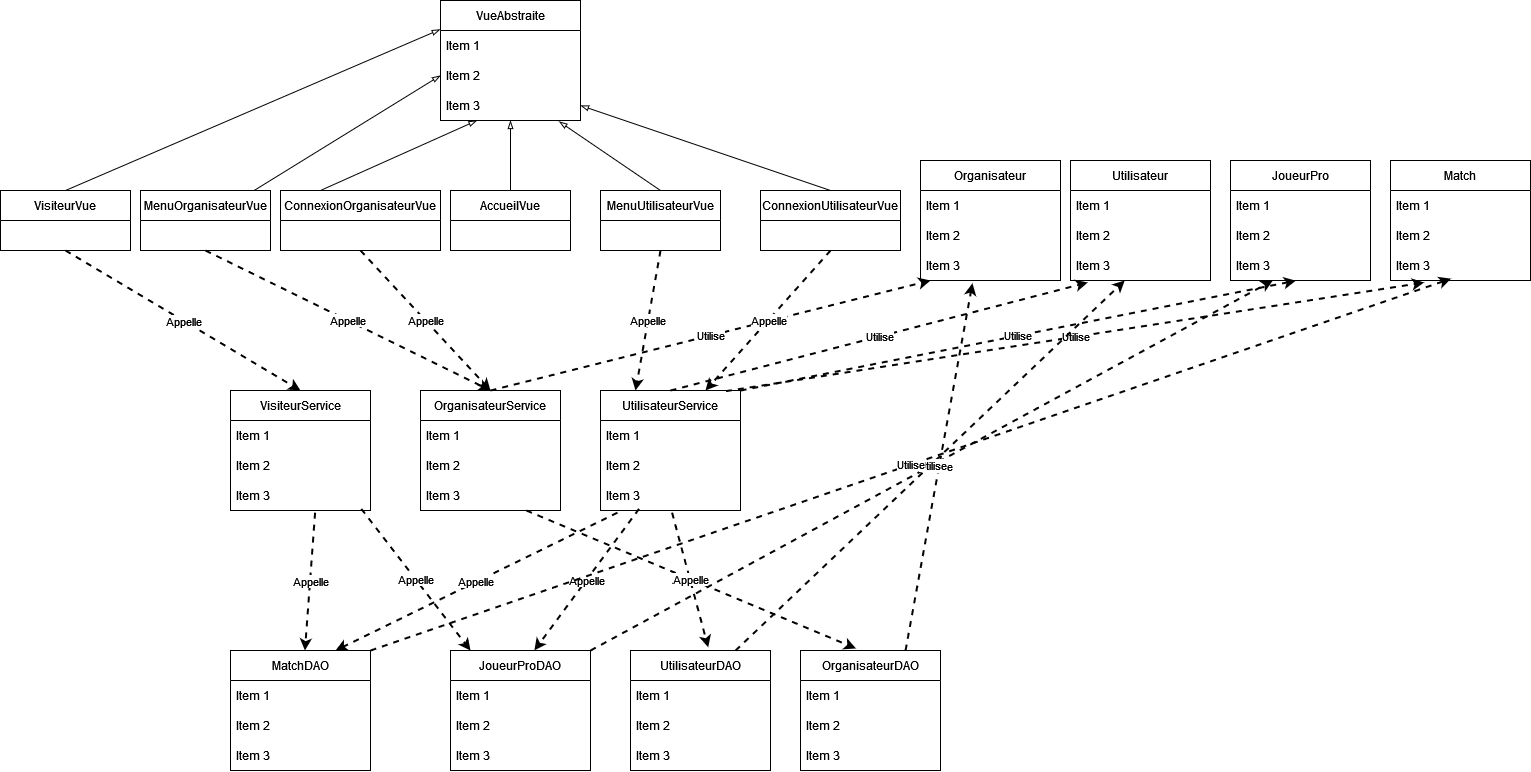 VueAbstraite
Item 1
Item 2
Item 3
VisiteurVue
MenuOrganisateurVue
ConnexionOrganisateurVue
AccueilVue
MenuUtilisateurVue
ConnexionUtilisateurVue
Organisateur
Item 1
Item 2
Item 3
Utilisateur
Item 1
Item 2
Item 3
JoueurPro
Item 1
Item 2
Item 3
Match
Item 1
Item 2
Item 3
Appelle
Appelle
Appelle
Appelle
Appelle
Utilise
Utilise
Utilise
Utilise
VisiteurService
Item 1
Item 2
Item 3
OrganisateurService
Item 1
Item 2
Item 3
UtilisateurService
Item 1
Item 2
Item 3
Utilise
Appelle
Appelle
Appelle
Appelle
Appelle
MatchDAO
Item 1
Item 2
Item 3
JoueurProDAO
Item 1
Item 2
Item 3
UtilisateurDAO
Item 1
Item 2
Item 3
OrganisateurDAO
Item 1
Item 2
Item 3